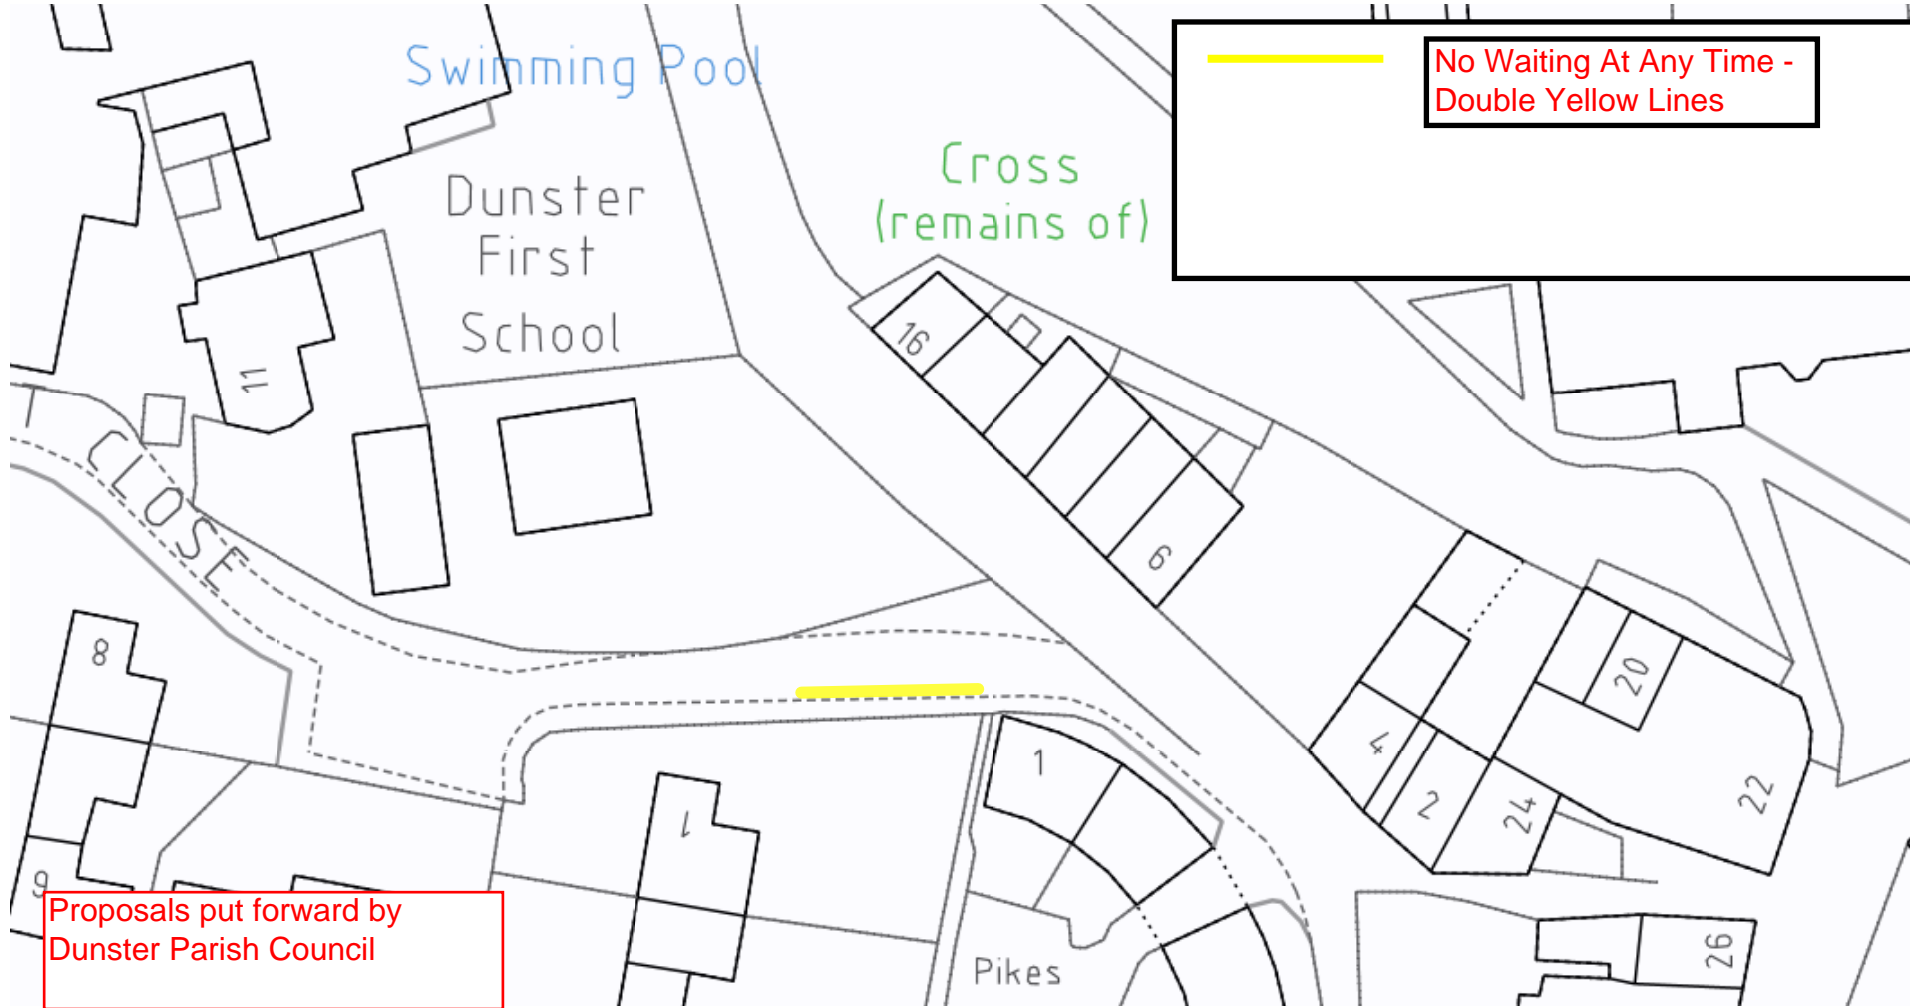 Swimming Pool
No Waiting At Any Time -
Double Yellow Lines
Cross
(remains of)
Dunster
First
School
16
11
CLOSE
6
8
20
4
1
2
24
22
1
9
Proposals put forward by
Dunster Parish Council
Pikes
26